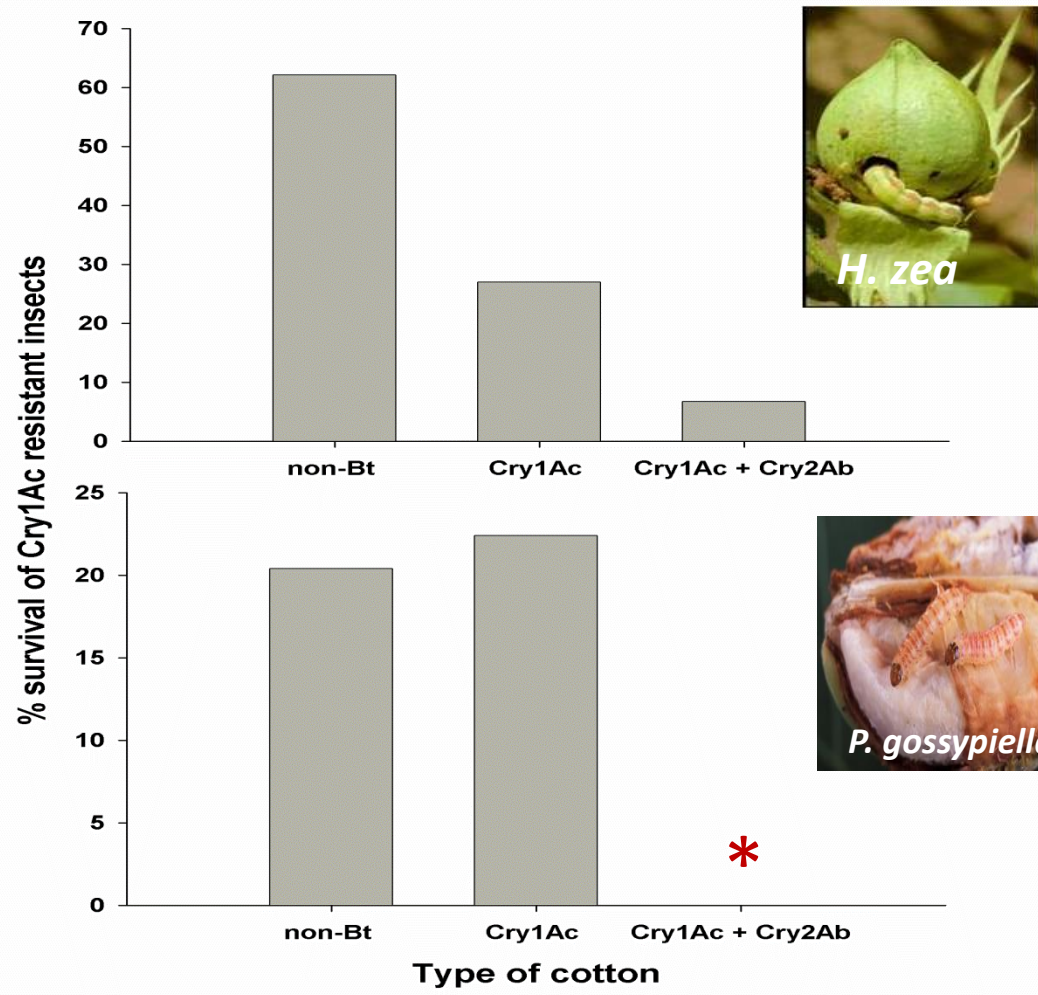 % survival of Cry1Ac resistant insects
70
60
50
40
30
20
10
0
non-Bt
Cry1Ac
Cry1Ac + Cry2Ab
H. zea
25
20
15
10
5
0
*
non-Bt
Cry1Ac
Cry1Ac + Cry2Ab
P. gossypiella
Type of cotton